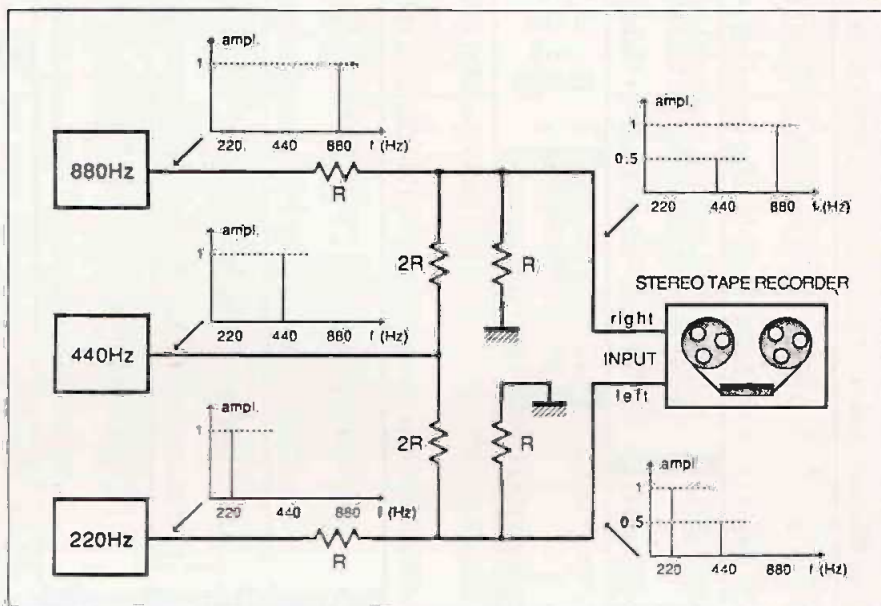 ampl.
1
220 440 880 f (Hz)
880Hz
R
ampl.
1
0.5
220 440 880 f (Hz)
2R
R
ampl.
1
220 440 880 f (Hz)
440Hz
STEREO TAPE RECORDER
right
INPUT
left
ampl.
1
220 440 880 f (Hz)
2R
R
220Hz
R
ampl
1
0.5
220 440 880 f (Hz)